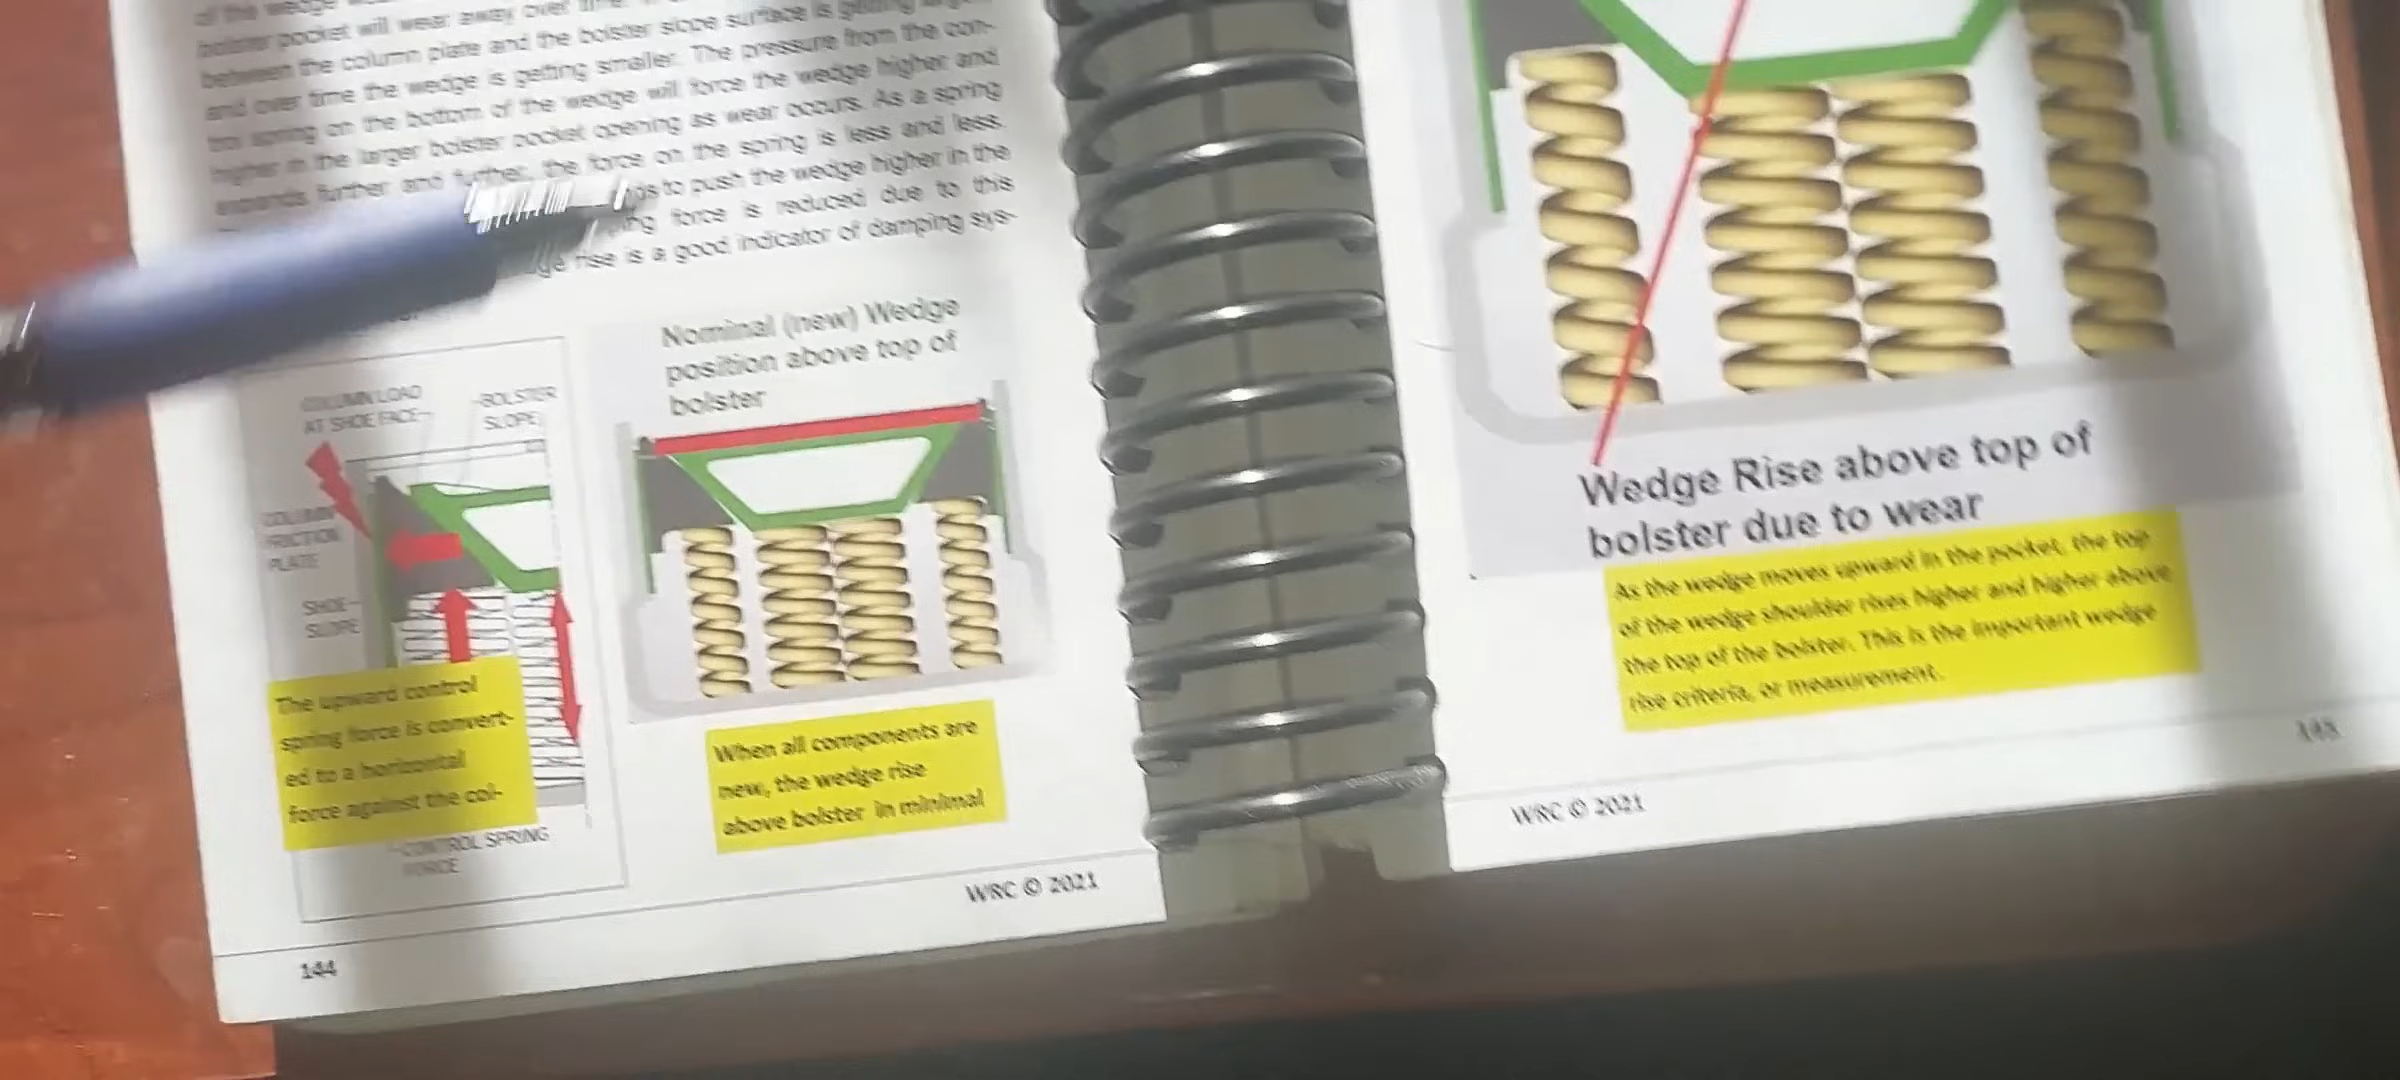 of the wedge
bolster pocket will wear away over time.
between the column plate and the bolster slope surface is getting larger
and over time the wedge is getting smaller. The pressure from the con-
trol spring on the bottom of the wedge will force the wedge higher and
higher in the larger bolster pocket opening as wear occurs. As a spring
expands further and further, the force on the spring is less and less.
to push the wedge higher in the
force is reduced due to this
rise is a good indicator of damping sys-
COLUMN LOAD
AT SHOE FACE
BOLSTER
SLOPE
COLUMN
FRICTION
PLATE
SHOE
SLOPE
The upward control
spring force is convert-
ed to a horizontal
force against the col-
CONTROL SPRING
FORCE
Nominal (new) Wedge
position above top of
bolster
When all components are
new, the wedge rise
above bolster in minimal
WRC © 2021
144
Wedge Rise above top of
bolster due to wear
As the wedge moves upward in the pocket, the top
of the wedge shoulder rises higher and higher above
the top of the bolster. This is the important wedge
rise criteria, or measurement.
WRC © 2021
145